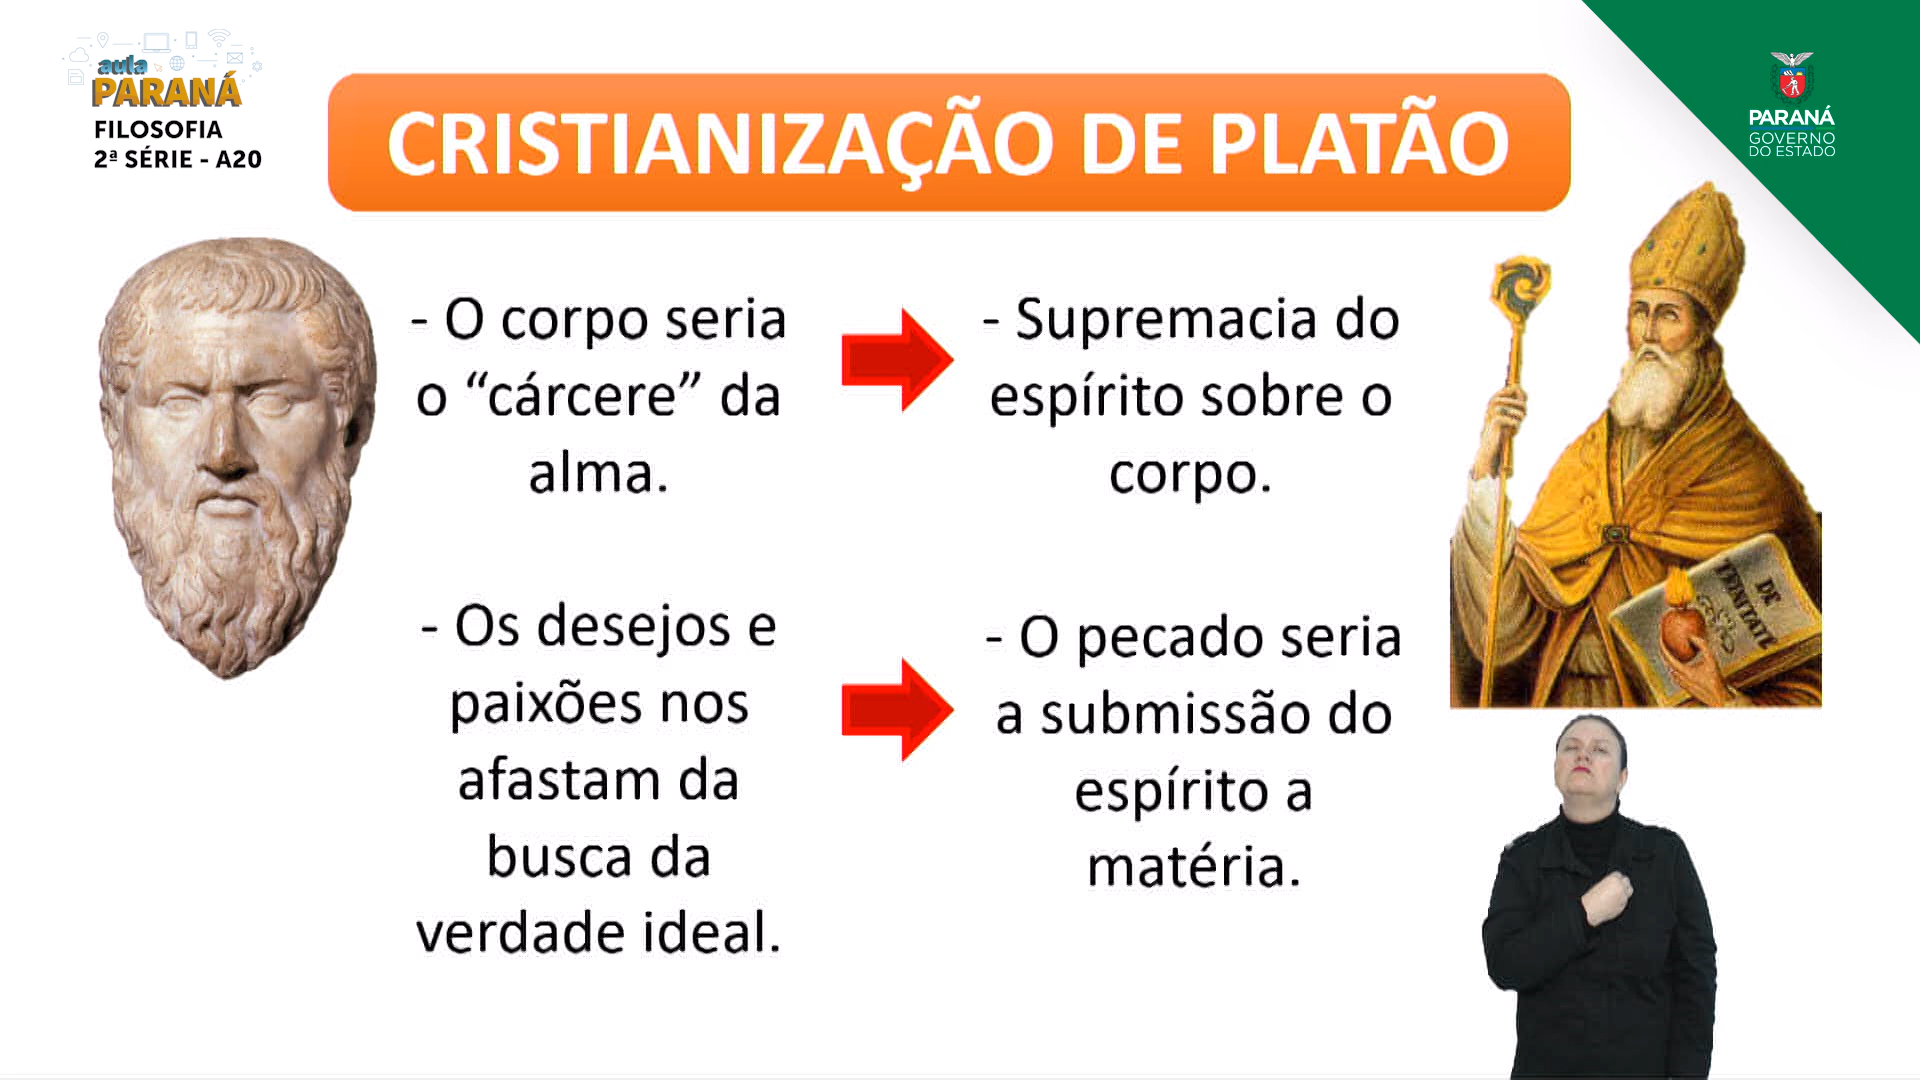 aula
PARANÁ
FILOSOFIA
2ª SÉRIE - A20
CRISTIANIZAÇÃO DE PLATÃO
PARANÁ
GOVERNO
DO ESTADO
- O corpo seria
o “cárcere” da
alma.
- Supremacia do
espírito sobre o
corpo.
- Os desejos e
paixões nos
afastam da
busca da
verdade ideal.
- O pecado seria
a submissão do
espírito a
matéria.
DE